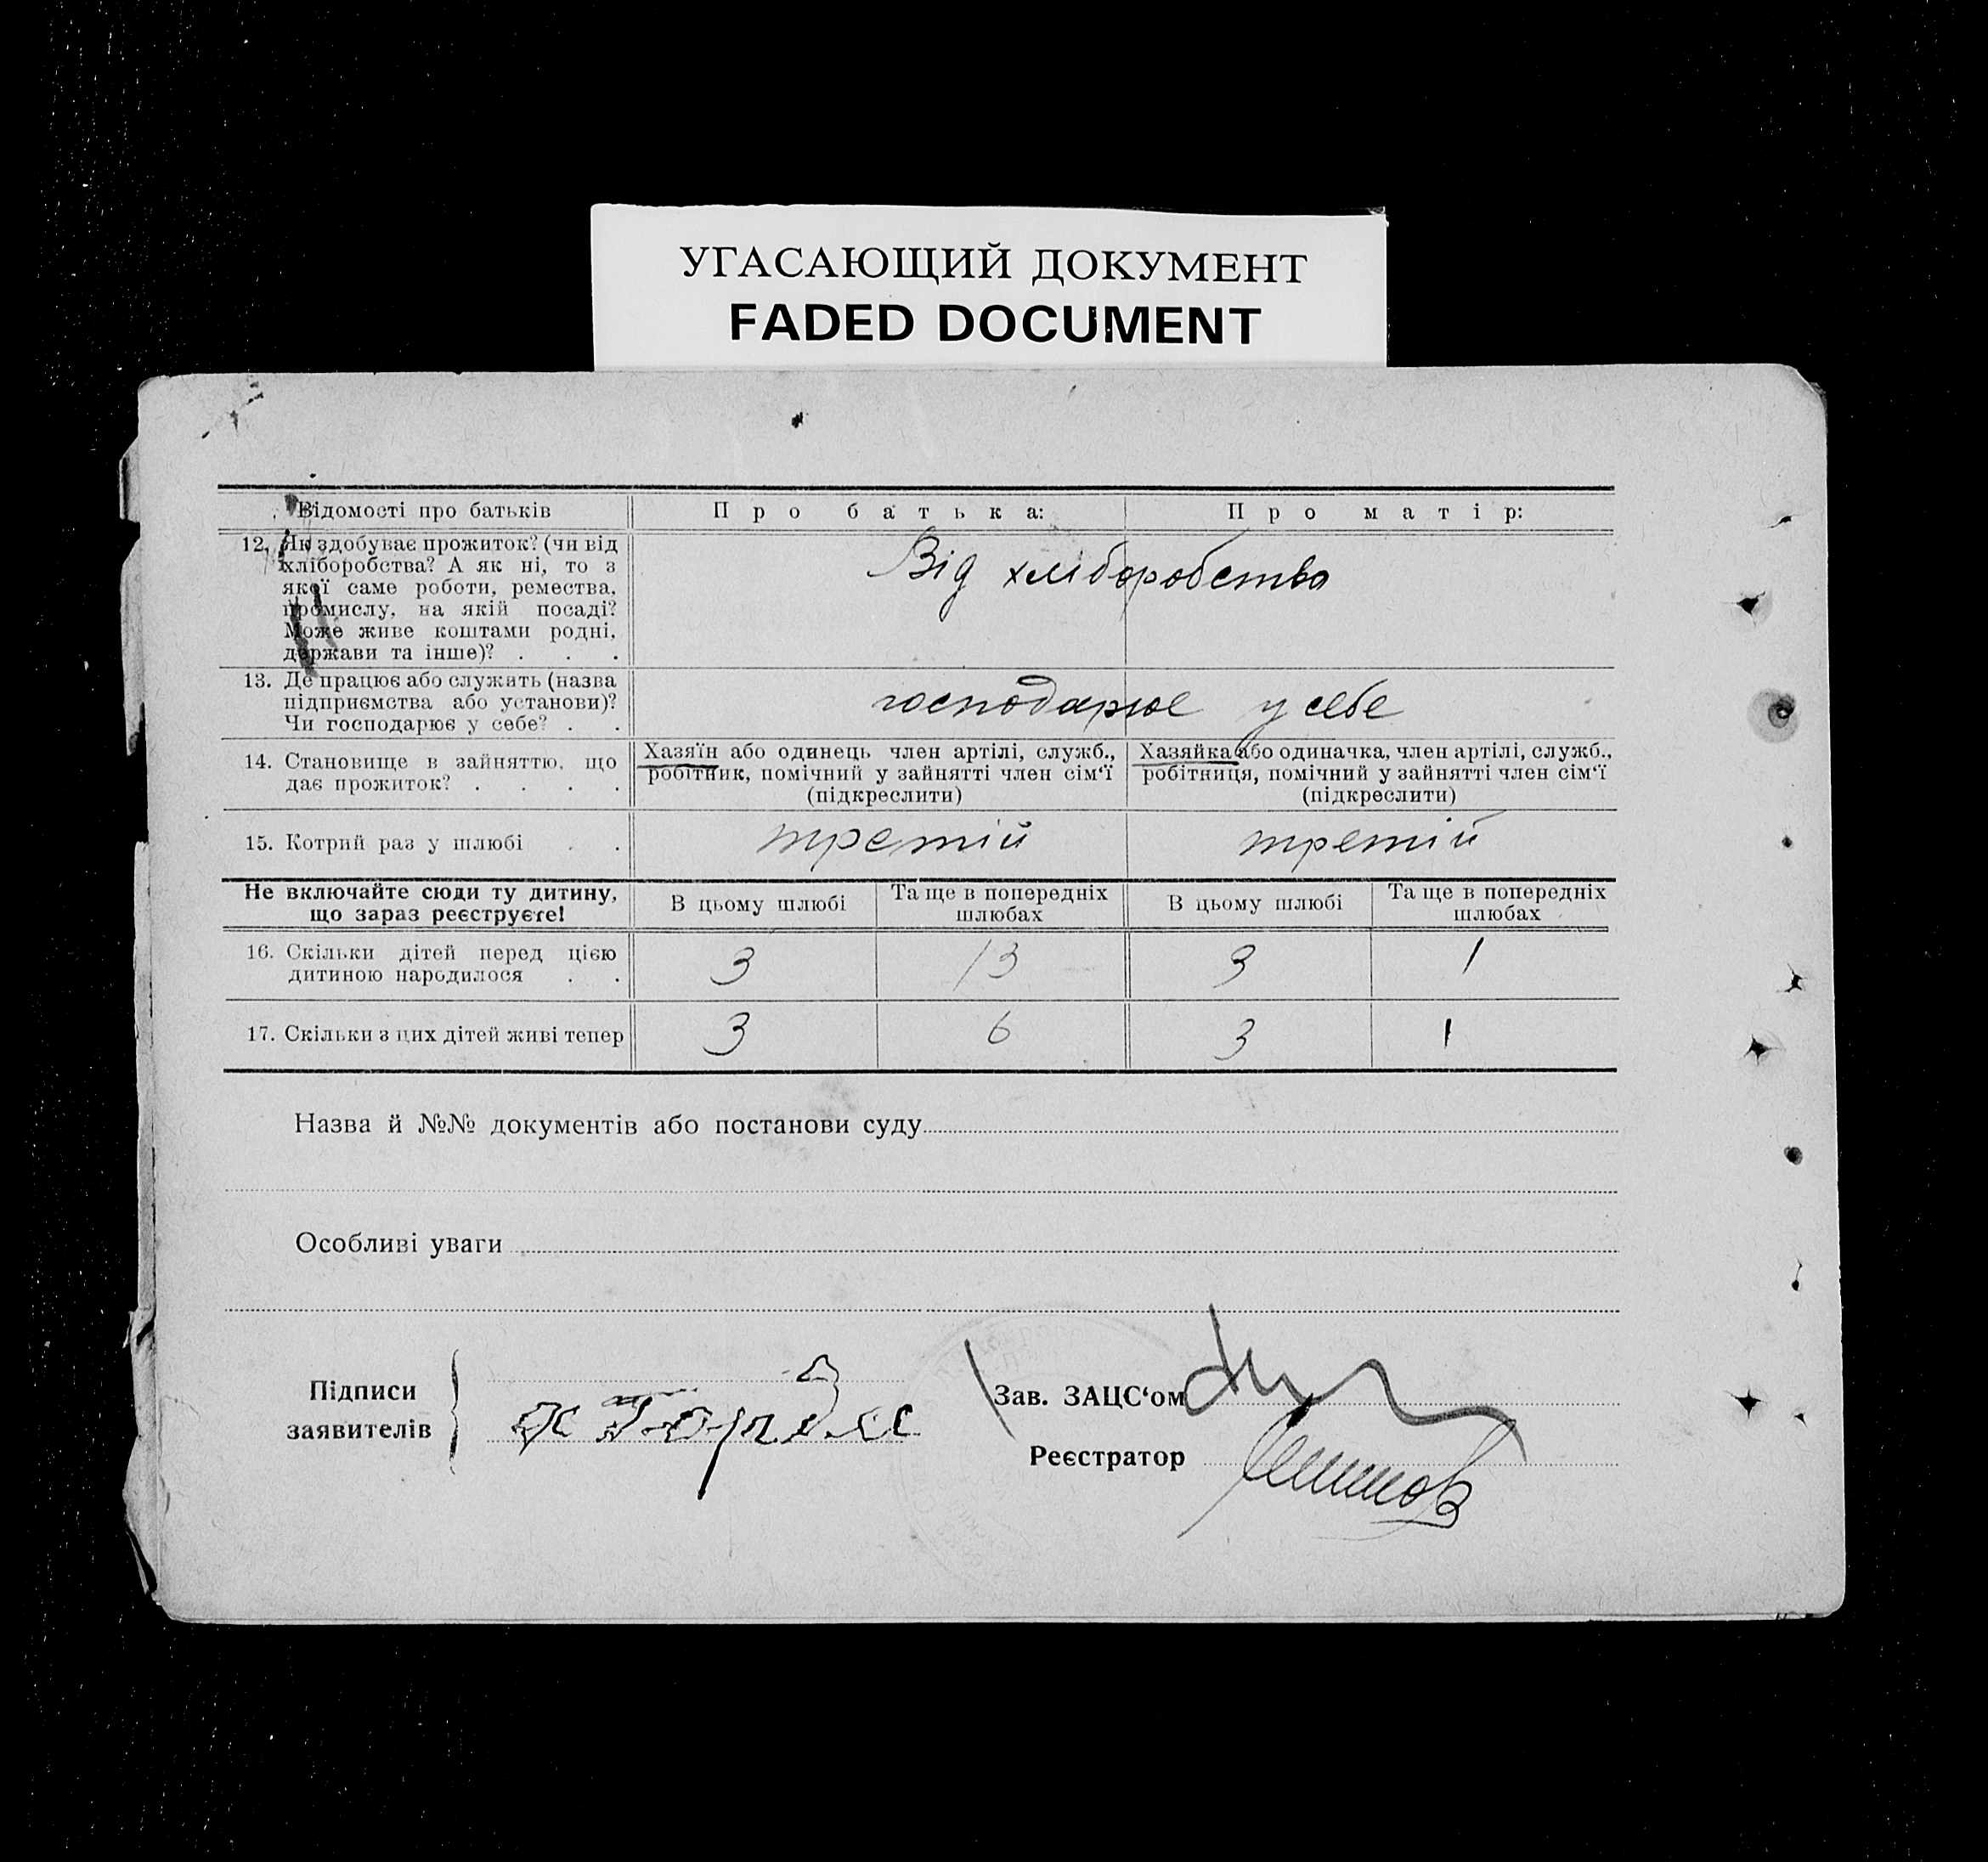 УГАСАЮЩИЙ ДОКУМЕНТ
FADED DOCUMENT
Відомості про батьків
Про батька:
Про матір:
12. Як здобуває прожиток? (чи від
хліборобства? А як ні, то з
якої саме роботи, ремества,
промислу, на якій посаді?
Може живе коштами родні,
держави та інше)? . . .
Від хліборобства
13. Де працює або служить (назва
підприємства або установи)?
Чи господарює у себе? . .
господарює у себе
14. Становище в зайняттю, що
дає прожиток? . . . .
Хазяїн або одинець член артілі, служб.,
робітник, помічний у зайнятті член сім‘ї
(підкреслити)
Хазяйка або одиначка, член артілі, служб.,
робітниця, помічний у зайнятті член сім‘ї
(підкреслити)
15. Котрий раз у шлюбі . .
третій
третій
Не включайте сюди ту дитину,
що зараз реєструєте!
В цьому шлюбі
Та ще в попередніх
шлюбах
В цьому шлюбі
Та ще в попередніх
шлюбах
16. Скільки дітей перед цією
дитиною народилося . .
3
13
3
1
17. Скільки з цих дітей живі тепер
3
6
3
1
Назва й №№ документів або постанови суду
Особливі уваги
Підписи
заявителів
Зав. ЗАЦС‘ом
Реєстратор